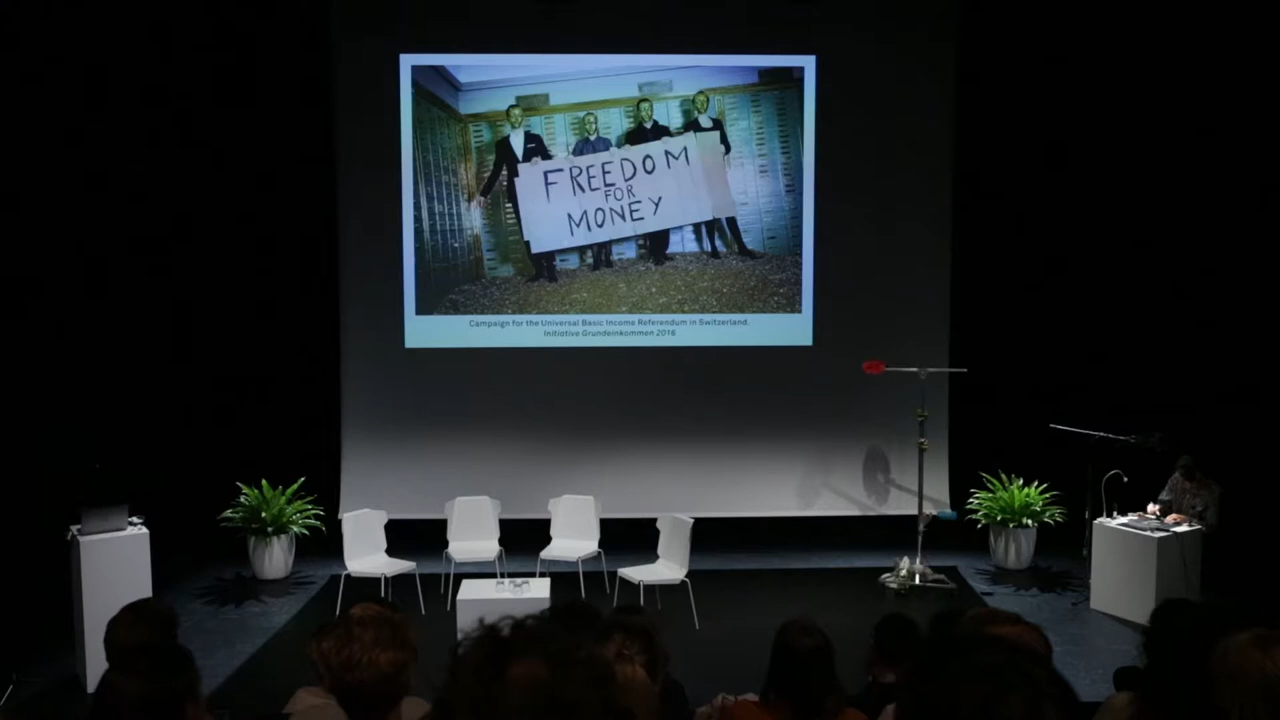 FREEDOM
FOR
MONEY
Campaign for the Universal Basic Income Referendum in Switzerland.
Initiative Grundeinkommen 2016